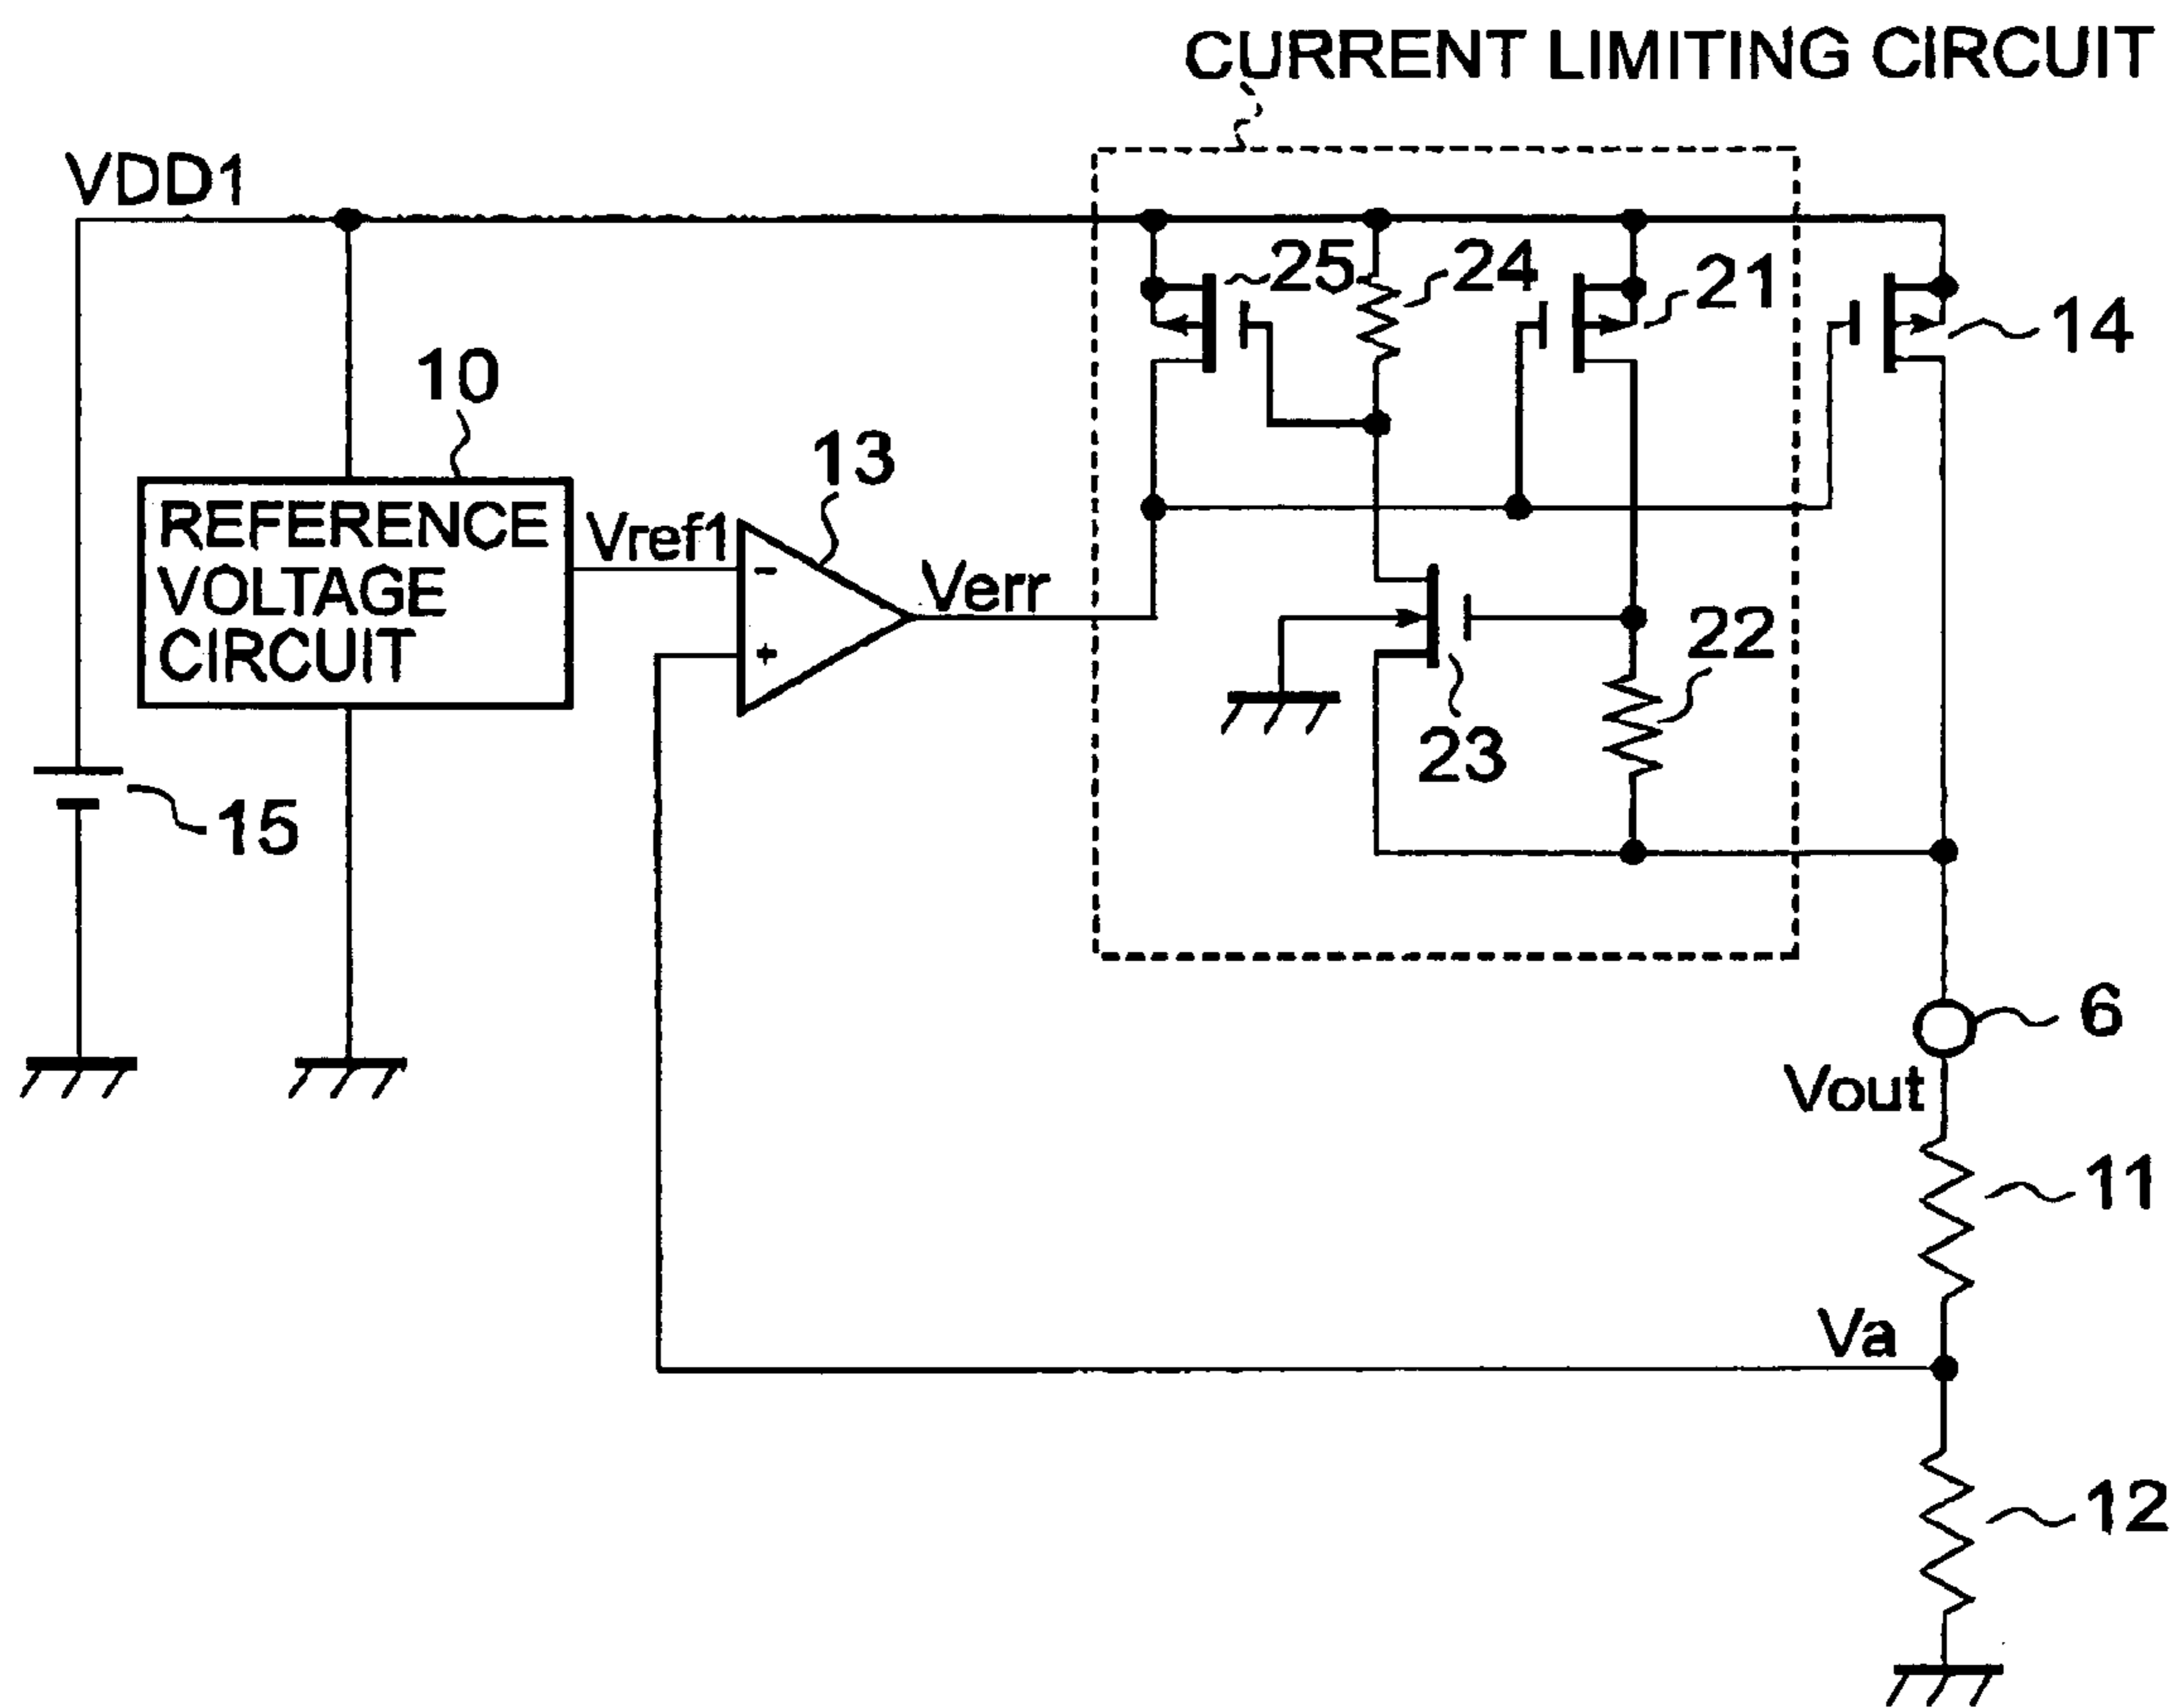 CURRENT LIMITING CIRCUIT
VDD1
25
24
21
14
10
13
REFERENCE
VOLTAGE
CIRCUIT
Vref1
-
+
Verr
22
23
15
6
Vout
11
Va
12